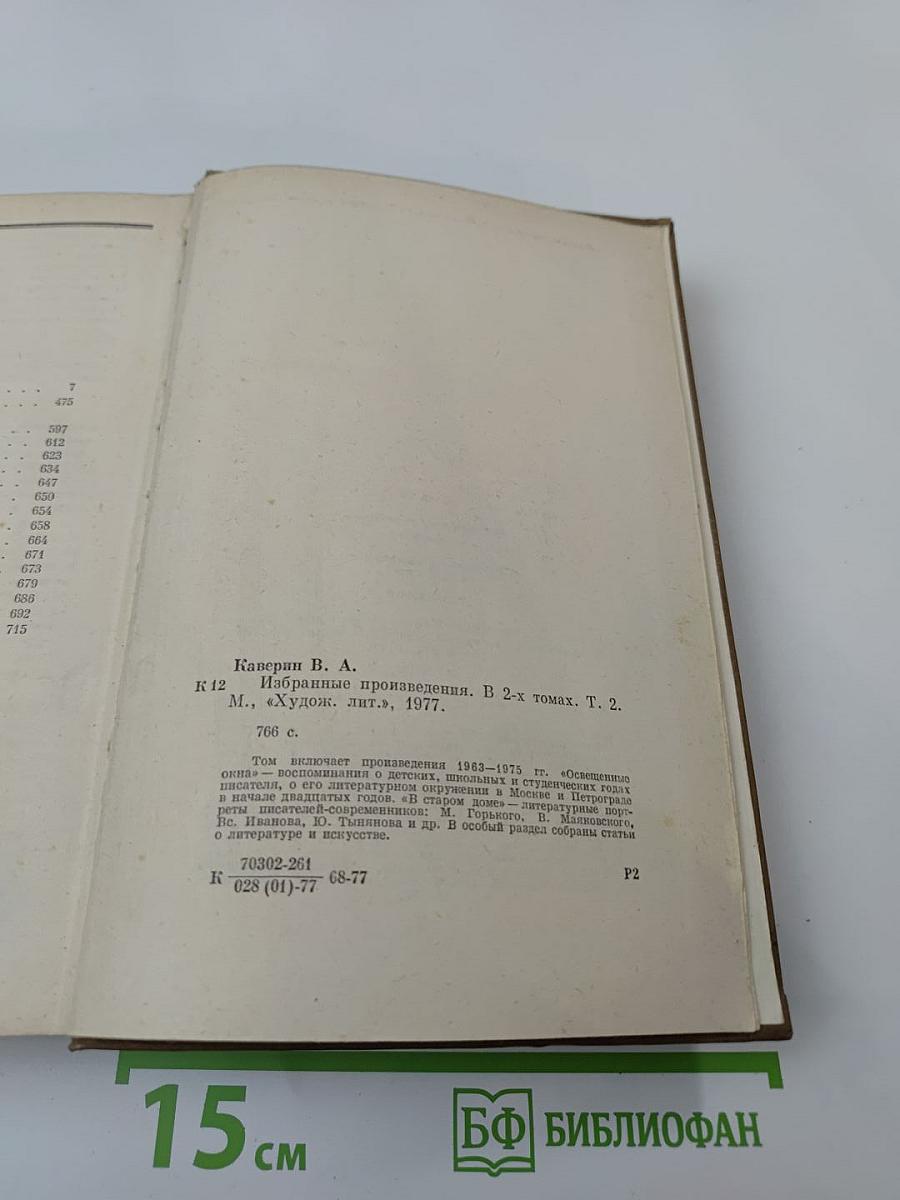 . . . 7
. . . 475
. . 597
. . 612
. . 623
. . 634
. . 647
. 650
. 654
. 658
. 664
. 671
. 673
679
686
692
715
Каверин В. А.
К 12 Избранные произведения. В 2-х томах. Т. 2.
М., «Худож. лит.», 1977.
766 с.
Том включает произведения 1963—1975 гг. «Освещенные
окна» — воспоминания о детских, школьных и студенческих годах
писателя, о его литературном окружении в Москве и Петрограде
в начале двадцатых годов. «В старом доме» — литературные порт-
реты писателей-современников: М. Горького, В. Маяковского,
Вс. Иванова, Ю. Тынянова и др. В особый раздел собраны статьи
о литературе и искусстве.
70302-261
К 68-77 Р2
028 (01)-77
15 см
БФ БИБЛИОФАН